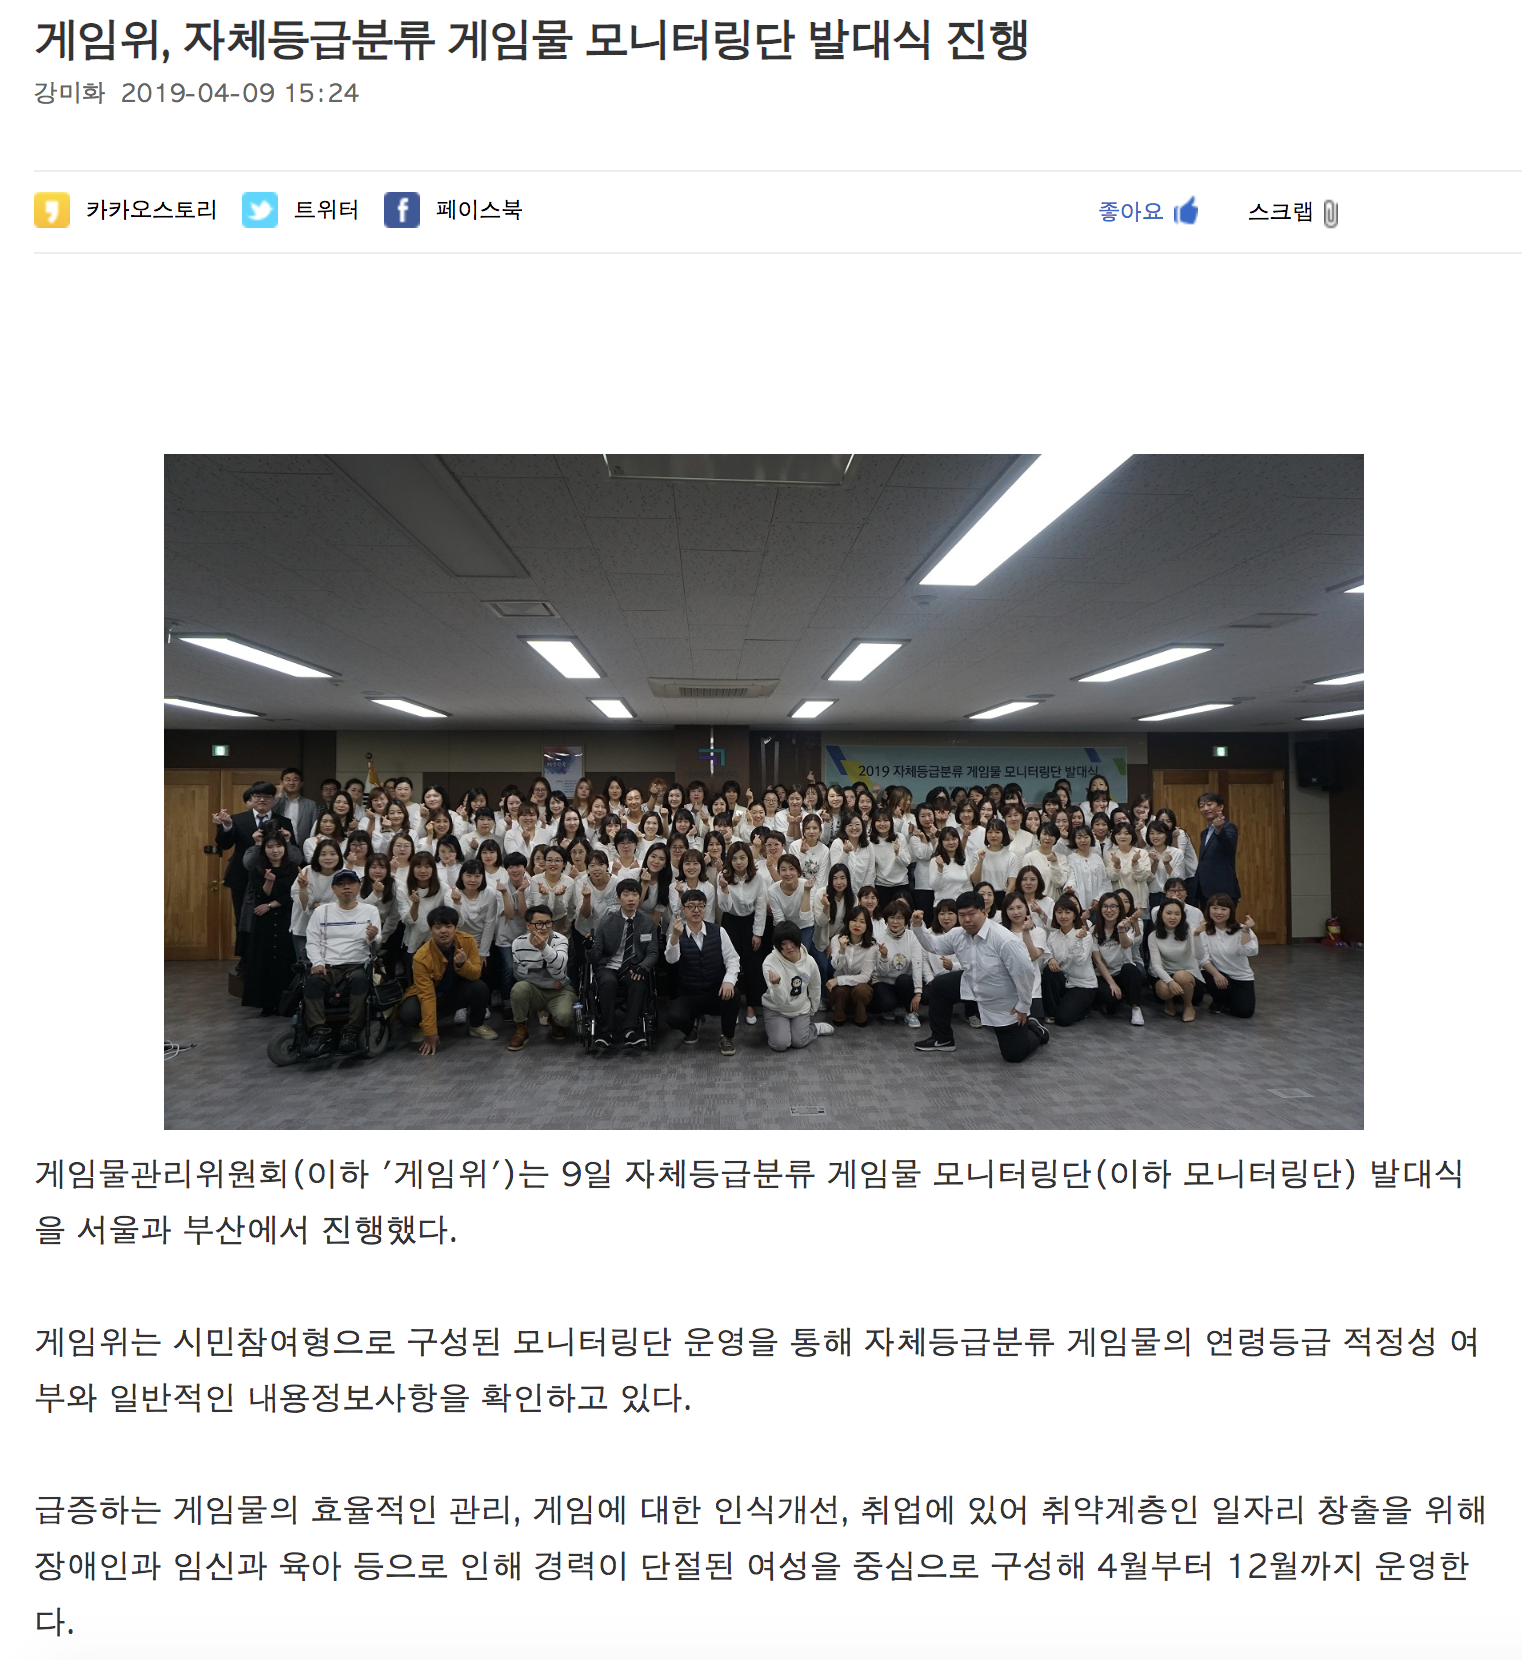 게임위, 자체등급분류 게임물 모니터링단 발대식 진행
강미화 2019-04-09 15:24
카카오스토리 트위터 페이스북 좋아요 스크랩
2019 자체등급분류 게임물 모니터링단 발대식
게임물관리위원회(이하 '게임위')는 9일 자체등급분류 게임물 모니터링단(이하 모니터링단) 발대식
을 서울과 부산에서 진행했다.
게임위는 시민참여형으로 구성된 모니터링단 운영을 통해 자체등급분류 게임물의 연령등급 적정성 여
부와 일반적인 내용정보사항을 확인하고 있다.
급증하는 게임물의 효율적인 관리, 게임에 대한 인식개선, 취업에 있어 취약계층인 일자리 창출을 위해
장애인과 임신과 육아 등으로 인해 경력이 단절된 여성을 중심으로 구성해 4월부터 12월까지 운영한
다.